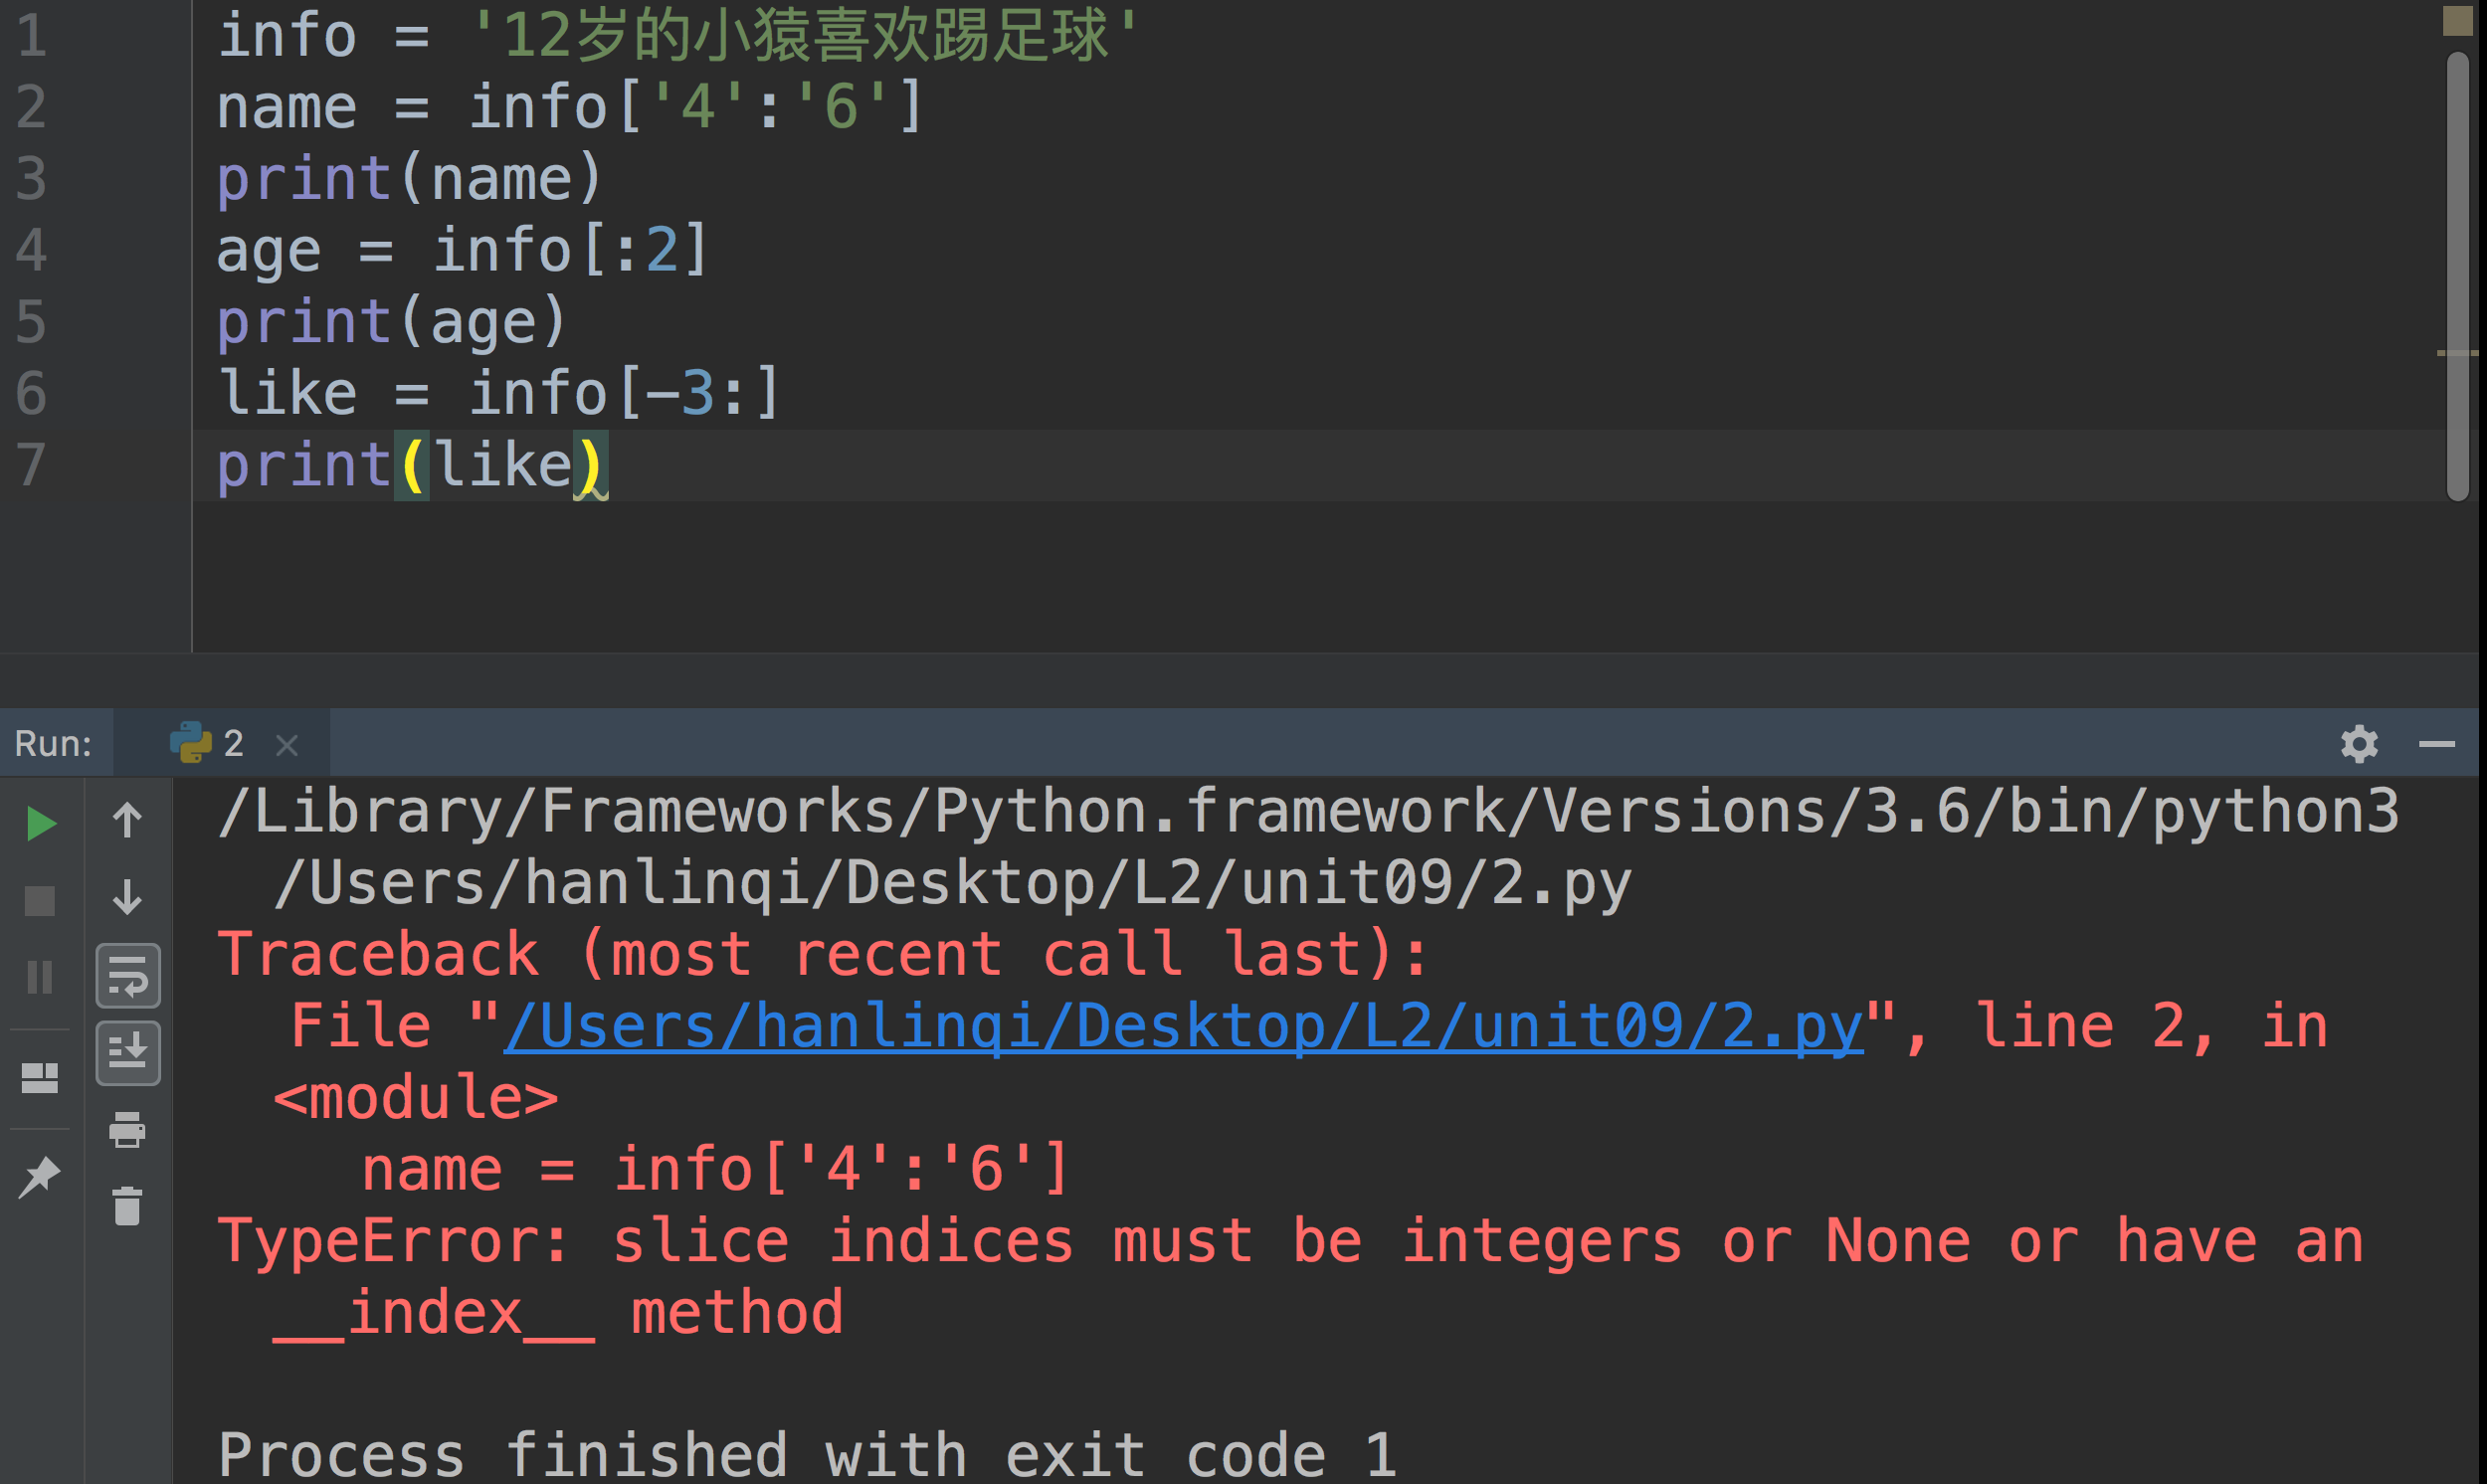 1 info = '12岁的小猿喜欢踢足球'
2 name = info['4':'6']
3 print(name)
4 age = info[:2]
5 print(age)
6 like = info[-3:]
7 print(like)
Run: 2
/Library/Frameworks/Python.framework/Versions/3.6/bin/python3
/Users/hanlinqi/Desktop/L2/unit09/2.py
Traceback (most recent call last):
File "/Users/hanlinqi/Desktop/L2/unit09/2.py", line 2, in
<module>
name = info['4':'6']
TypeError: slice indices must be integers or None or have an
__index__ method
Process finished with exit code 1